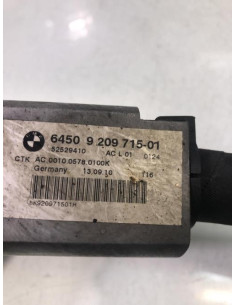 6450 9 209 715-01
82529410 AC L 01 0124
CTK AC 0010.0578.0100K
Germany 13.09.10 T16